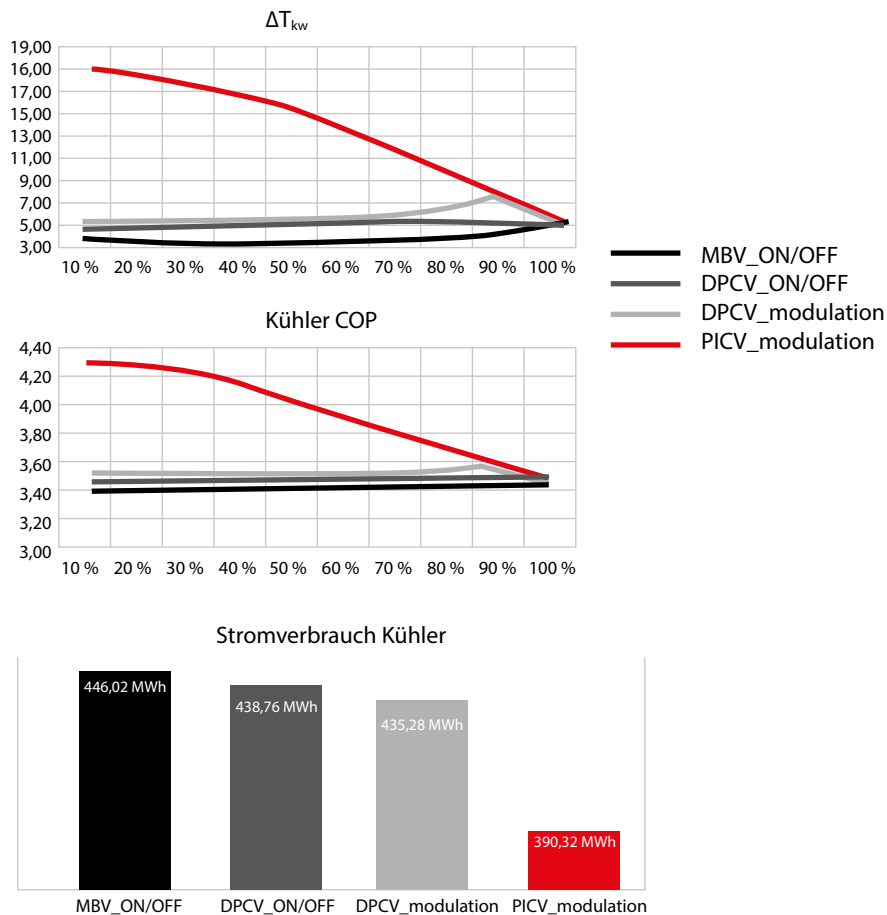 ΔTkw
19,00
16,00
17,00
15,00
13,00
11,00
9,00
7,00
5,00
3,00
10 % 20 % 30 % 40 % 50 % 60 % 70 % 80 % 90 % 100 %
MBV_ON/OFF
DPCV_ON/OFF
DPCV_modulation
PICV_modulation
Kühler COP
4,40
4,20
4,00
3,80
3,60
3,40
3,20
3,00
10 % 20 % 30 % 40 % 50 % 60 % 70 % 80 % 90 % 100 %
Stromverbrauch Kühler
446,02 MWh
438,76 MWh
435,28 MWh
390,32 MWh
MBV_ON/OFF DPCV_ON/OFF DPCV_modulation PICV_modulation